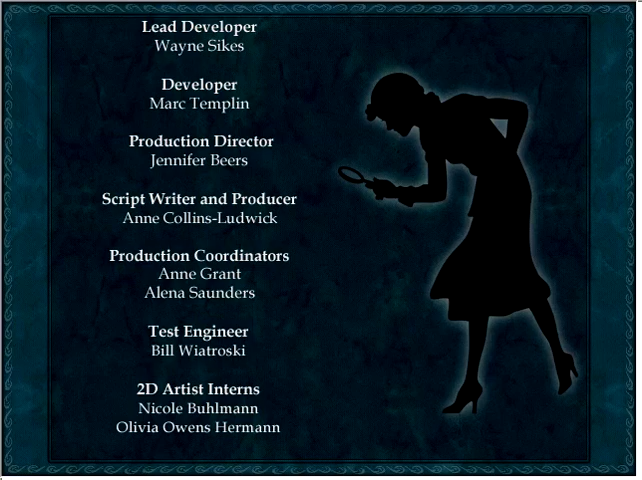 Lead Developer
Wayne Sikes
Developer
Marc Templin
Production Director
Jennifer Beers
Script Writer and Producer
Anne Collins-Ludwick
Production Coordinators
Anne Grant
Alena Saunders
Test Engineer
Bill Wiatroski
2D Artist Interns
Nicole Buhlmann
Olivia Owens Hermann